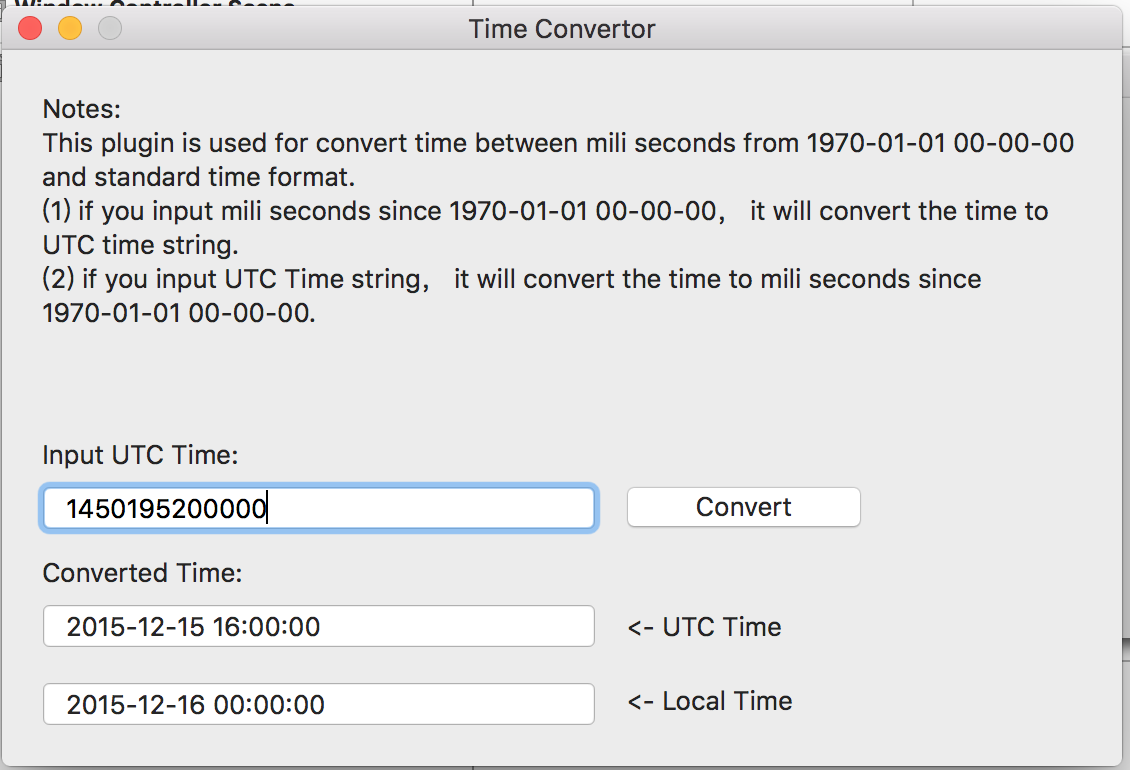 Window Controller Scene
Time Convertor
Notes:
This plugin is used for convert time between mili seconds from 1970-01-01 00-00-00
and standard time format.
(1) if you input mili seconds since 1970-01-01 00-00-00， it will convert the time to
UTC time string.
(2) if you input UTC Time string， it will convert the time to mili seconds since
1970-01-01 00-00-00.
Input UTC Time:
1450195200000
Convert
Converted Time:
2015-12-15 16:00:00
<- UTC Time
2015-12-16 00:00:00
<- Local Time